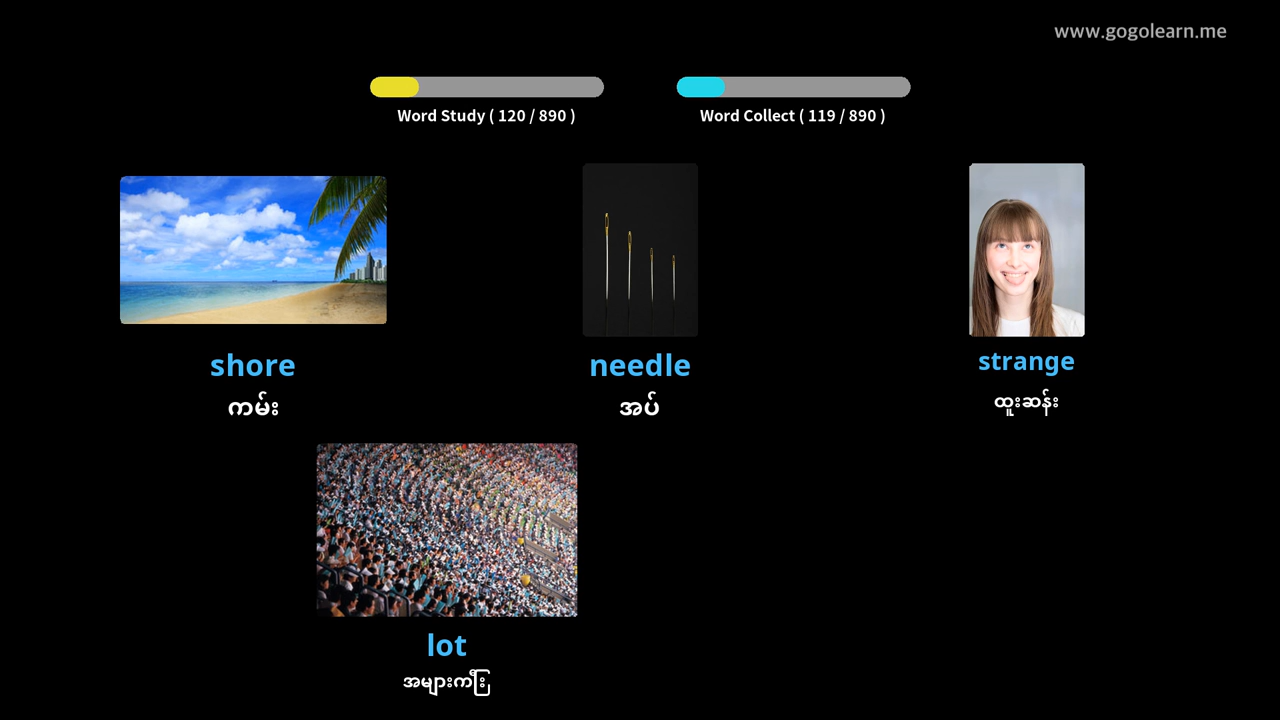 www.gogolearn.me
Word Study ( 120 / 890 )
Word Collect ( 119 / 890 )
shore
ကမ်း
needle
အပ်
strange
ထူးဆန်း
lot
အများကြီး